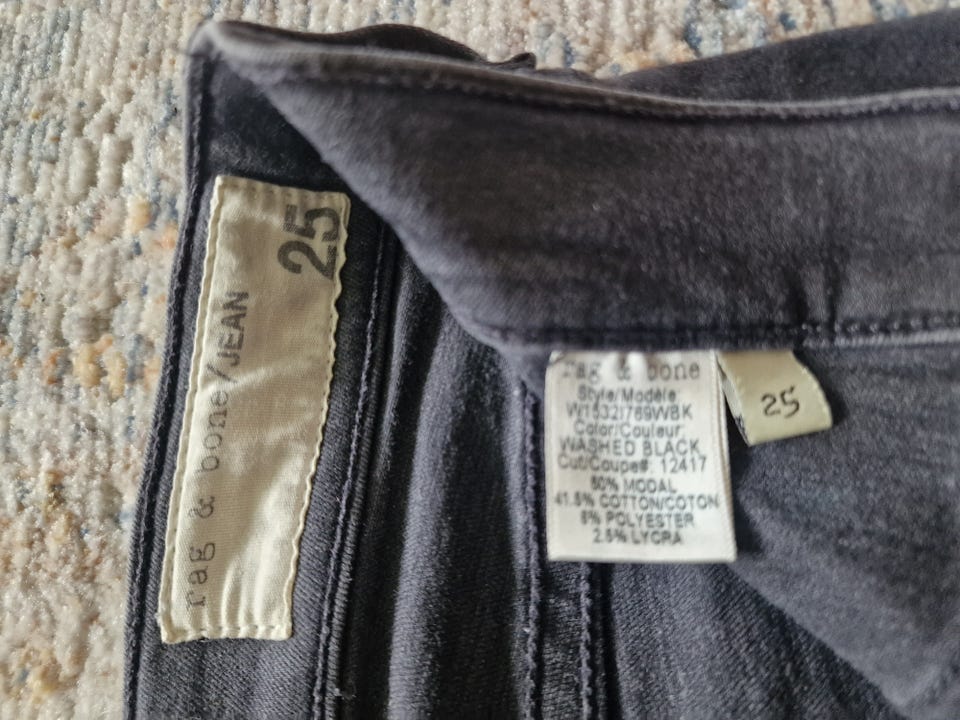 rag & bone/JEAN
25
rag & bone
Style/Modèle:
W1532I769WBK
Color/Couleur:
WASHED BLACK
Cut/Coupe#: 12417
50% MODAL
41.5% COTTON/COTON
6% POLYESTER
2.5% LYCRA
25